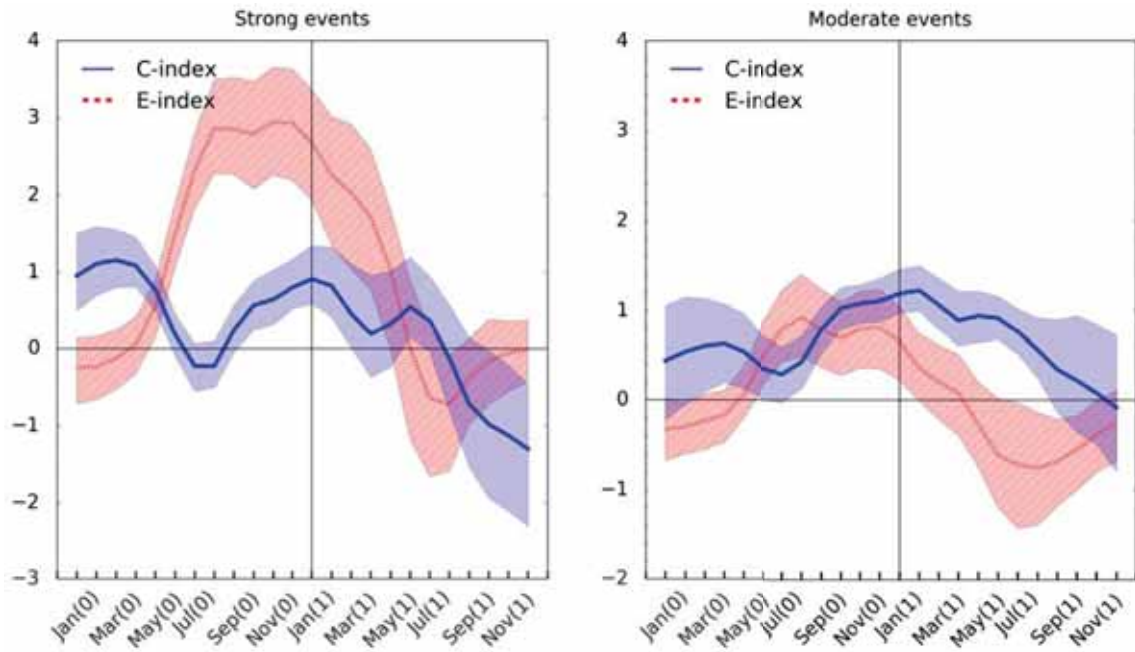 Strong events
4
3
2
1
0
−1
−2
−3
C-index
E-index
Jan(0)
Mar(0)
May(0)
Jul(0)
Sep(0)
Nov(0)
Jan(1)
Mar(1)
May(1)
Jul(1)
Sep(1)
Nov(1)
Moderate events
4
3
2
1
0
−1
−2
C-index
E-index
Jan(0)
Mar(0)
May(0)
Jul(0)
Sep(0)
Nov(0)
Jan(1)
Mar(1)
May(1)
Jul(1)
Sep(1)
Nov(1)